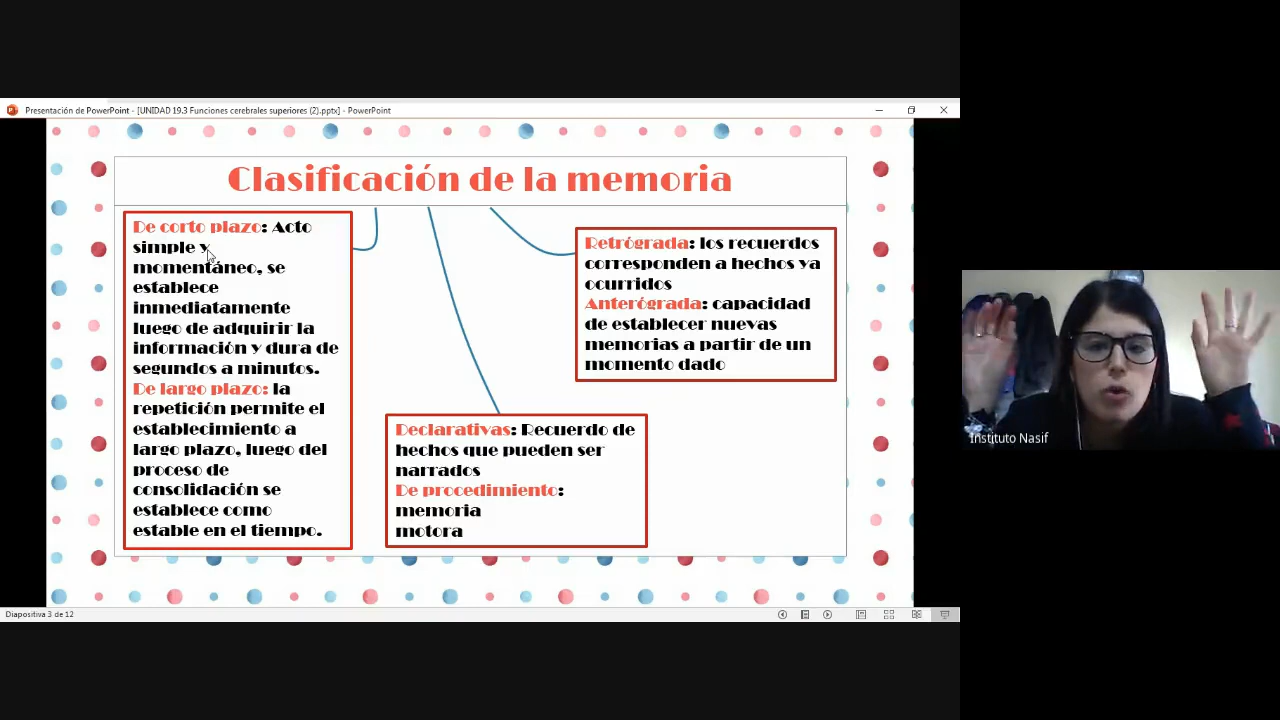 Presentación de PowerPoint - [UNIDAD 19.3 Funciones cerebrales superiores (2).pptx] - PowerPoint
Clasificación de la memoria
De corto plazo: Acto
simple y
momentáneo, se
establece
inmediatamente
luego de adquirir la
información y dura de
segundos a minutos.
De largo plazo: la
repetición permite el
establecimiento a
largo plazo, luego del
proceso de
consolidación se
establece como
estable en el tiempo.
Declarativas: Recuerdo de
hechos que pueden ser
narrados
De procedimiento:
memoria
motora
Retrógrada: los recuerdos
corresponden a hechos ya
ocurridos
Anterógrada: capacidad
de establecer nuevas
memorias a partir de un
momento dado
Instituto Nasif
Diapositiva 3 de 12